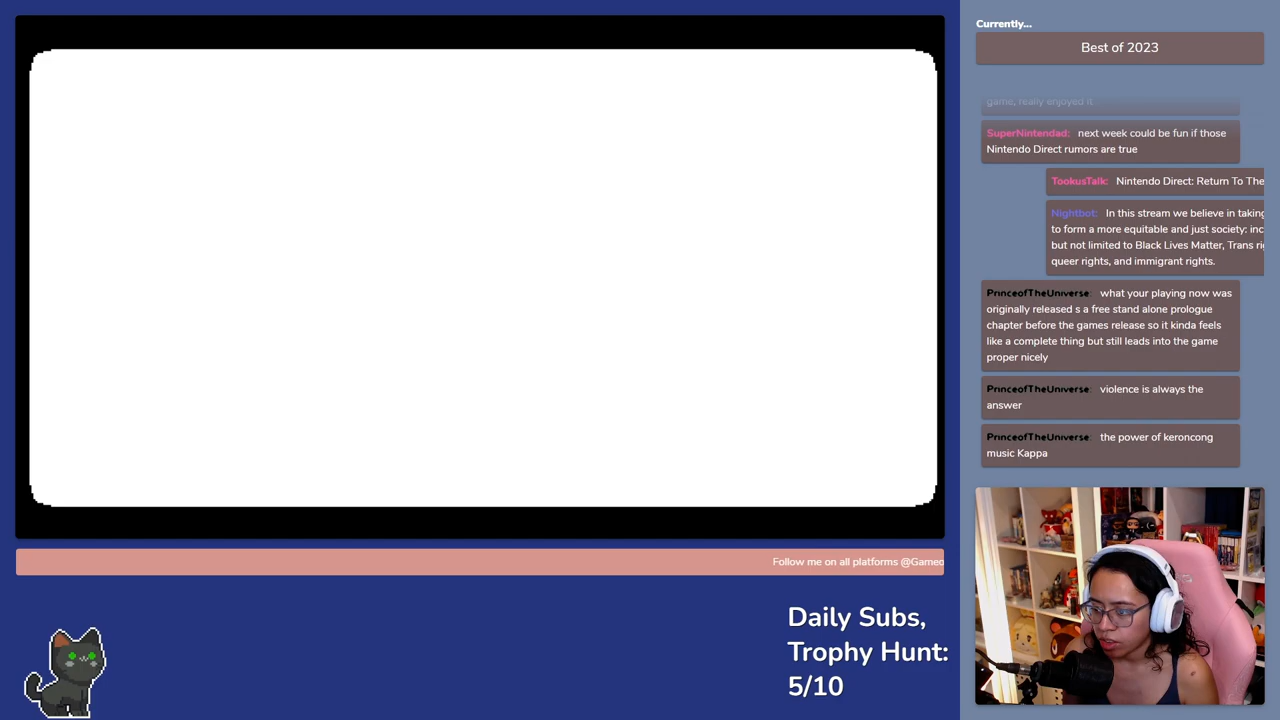 Currently...
Best of 2023
game, really enjoyed it
SuperNintendad: next week could be fun if those
Nintendo Direct rumors are true
TookusTalk: Nintendo Direct: Return To The
Nightbot: In this stream we believe in taking
to form a more equitable and just society: inc
but not limited to Black Lives Matter, Trans ri
queer rights, and immigrant rights.
PrinceofTheUniverse: what your playing now was
originally released s a free stand alone prologue
chapter before the games release so it kinda feels
like a complete thing but still leads into the game
proper nicely
PrinceofTheUniverse: violence is always the
answer
PrinceofTheUniverse: the power of keroncong
music Kappa
Follow me on all platforms @Gameo
Daily Subs,
Trophy Hunt:
5/10